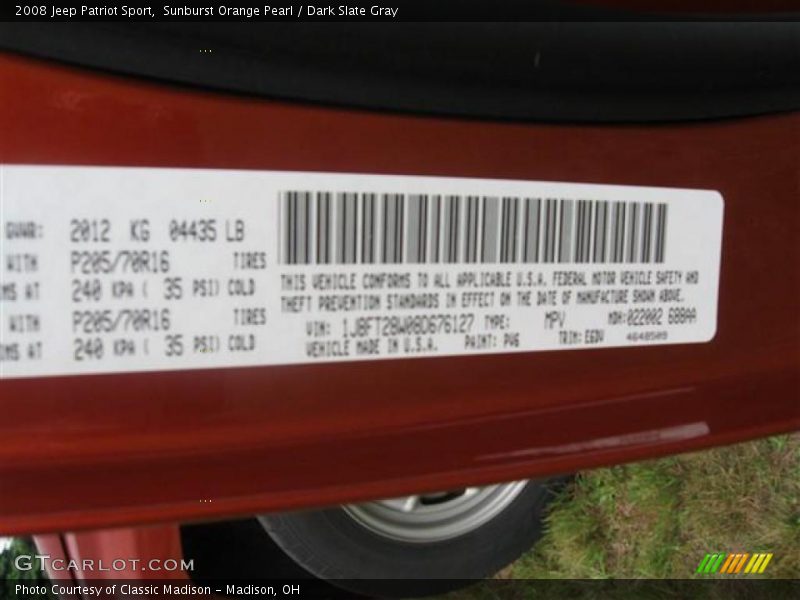 2008 Jeep Patriot Sport,  Sunburst Orange Pearl / Dark Slate Gray
GVWR: 2012 KG 04435 LB
WITH P205/70R16 TIRES
AT 240 KPA ( 35 PSI) COLD
WITH P205/70R16 TIRES
AT 240 KPA ( 35 PSI) COLD
THIS VEHICLE CONFORMS TO ALL APPLICABLE U.S.A. FEDERAL MOTOR VEHICLE SAFETY AND
THEFT PREVENTION STANDARDS IN EFFECT ON THE DATE OF MANUFACTURE SHOWN ABOVE.
VIN: 1J8FT28W08D676127 TYPE: MPV MDH:022002 688AA
VEHICLE MADE IN U.S.A. PAINT: PV6 TRIM: 4648509
GTCARLOT.COM
Photo Courtesy of Classic Madison - Madison, OH